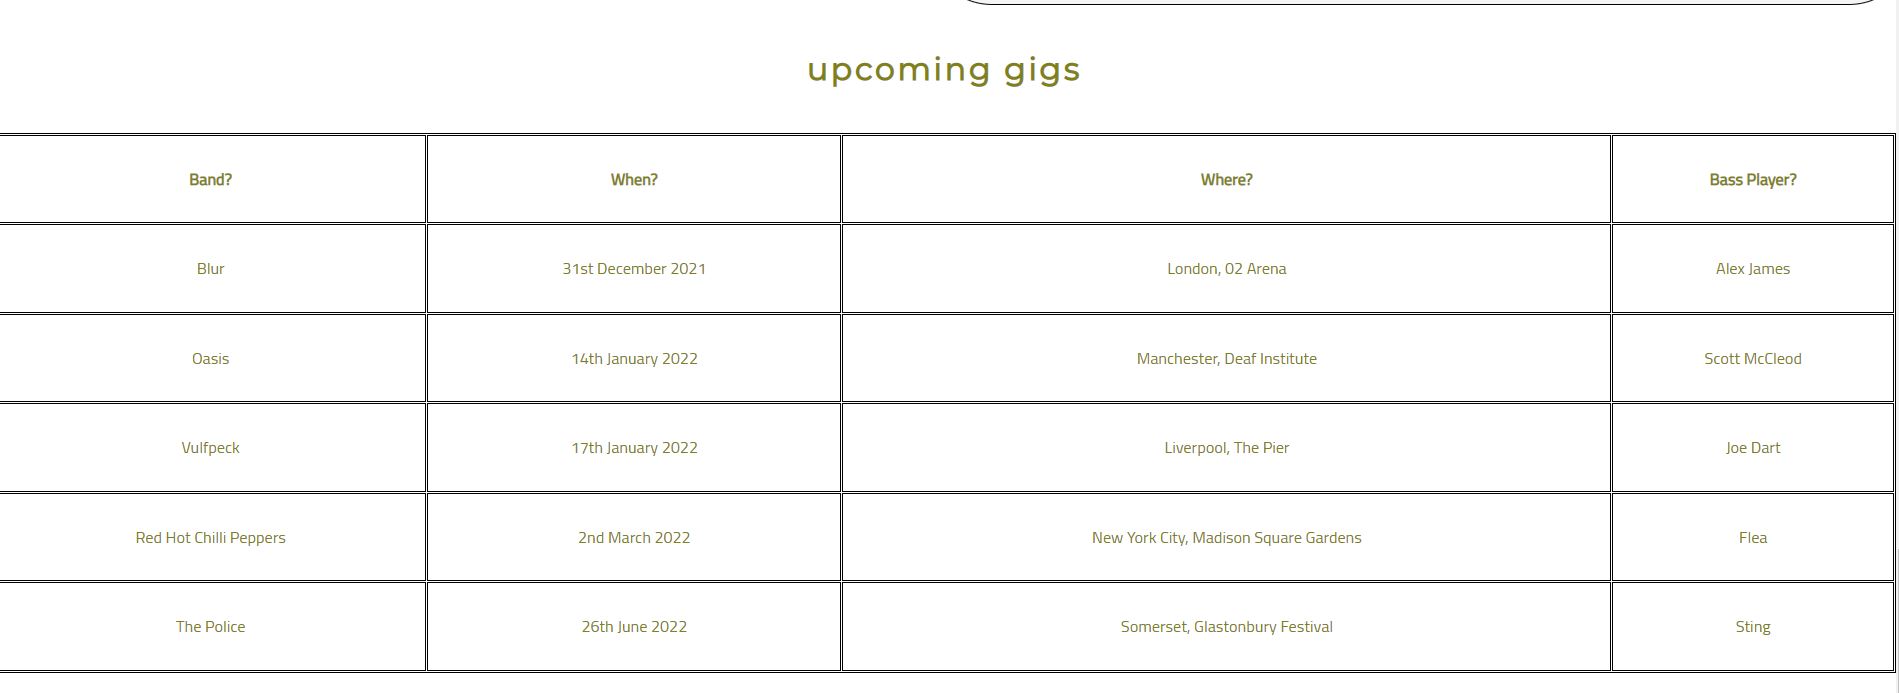 upcoming gigs
Band? When? Where? Bass Player?
Blur 31st December 2021 London, 02 Arena Alex James
Oasis 14th January 2022 Manchester, Deaf Institute Scott McCleod
Vulfpeck 17th January 2022 Liverpool, The Pier Joe Dart
Red Hot Chilli Peppers 2nd March 2022 New York City, Madison Square Gardens Flea
The Police 26th June 2022 Somerset, Glastonbury Festival Sting